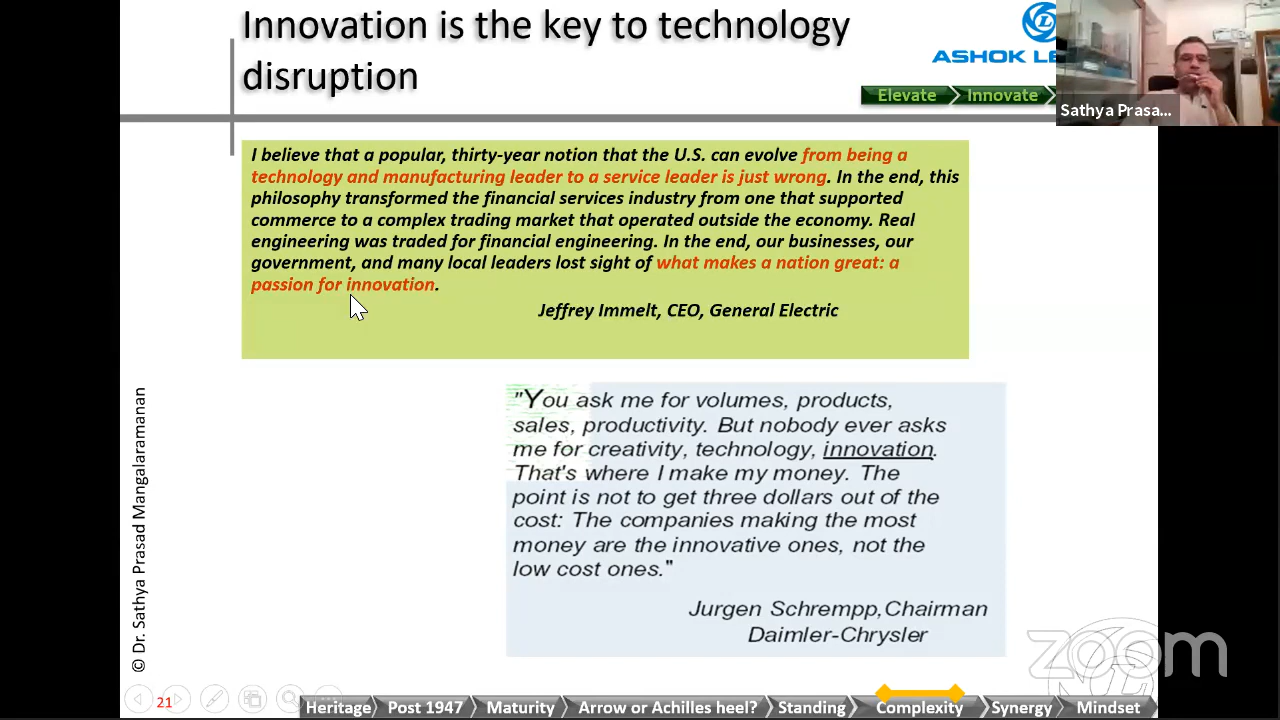 Innovation is the key to technology
disruption
ASHOK LE
Elevate
Innovate
Sathya Prasa...
I believe that a popular, thirty-year notion that the U.S. can evolve from being a
technology and manufacturing leader to a service leader is just wrong. In the end, this
philosophy transformed the financial services industry from one that supported
commerce to a complex trading market that operated outside the economy. Real
engineering was traded for financial engineering. In the end, our businesses, our
government, and many local leaders lost sight of what makes a nation great: a
passion for innovation.
Jeffrey Immelt, CEO, General Electric
"You ask me for volumes, products,
sales, productivity. But nobody ever asks
me for creativity, technology, innovation.
That's where I make my money. The
point is not to get three dollars out of the
cost: The companies making the most
money are the innovative ones, not the
low cost ones."
Jurgen Schrempp,Chairman
Daimler-Chrysler
© Dr. Sathya Prasad Mangalaramanan
zoom
21
Heritage
Post 1947
Maturity
Arrow or Achilles heel?
Standing
Complexity
Synergy
Mindset